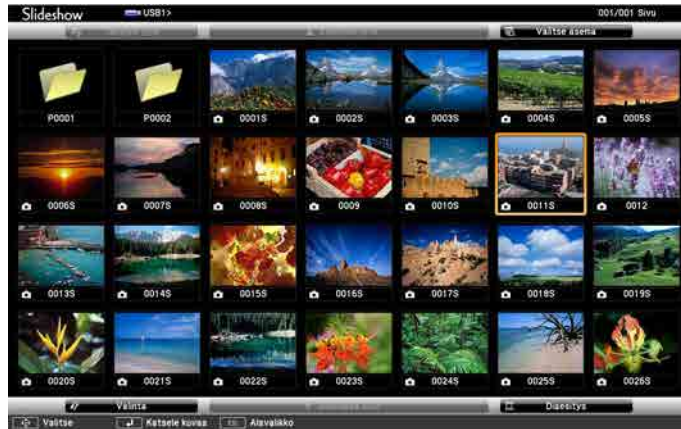 Slideshow USB1> 001/001 Sivu
Valitse asema
P0001 P0002 0001S 0002S 0003S 0004S 0005S
0006S 0007S 0008S 0009 0010S 0011S 0012
0013S 0014S 0015S 0016S 0017S 0018S 0019S
0020S 0021S 0022S 0023S 0024S 0025S 0026S
Valinta Diaesitys
Valitse Katsele kuvaa Alavalikko